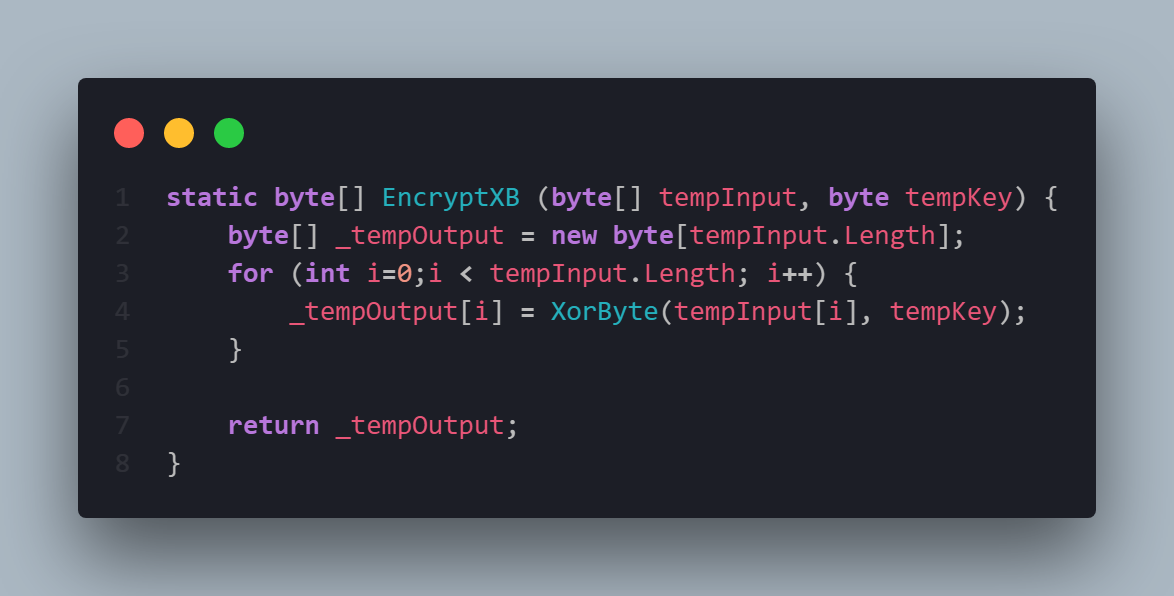 1 static byte[] EncryptXB (byte[] tempInput, byte tempKey) {
2     byte[] _tempOutput = new byte[tempInput.Length];
3     for (int i=0;i < tempInput.Length; i++) {
4         _tempOutput[i] = XorByte(tempInput[i], tempKey);
5     }
6
7     return _tempOutput;
8 }